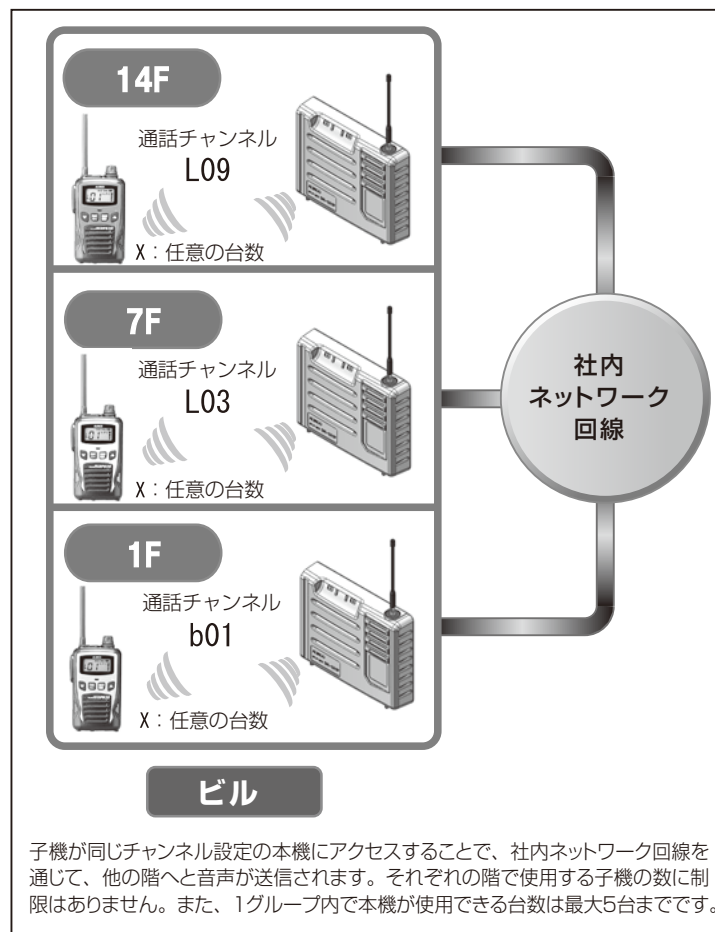 14F
通話チャンネル
L09
X：任意の台数
7F
通話チャンネル
L03
X：任意の台数
1F
通話チャンネル
b01
X：任意の台数
社内
ネットワーク
回線
ビル
子機が同じチャンネル設定の本機にアクセスすることで、社内ネットワーク回線を
通じて、他の階へと音声が送信されます。それぞれの階で使用する子機の数に制
限はありません。また、1グループ内で本機が使用できる台数は最大5台までです。